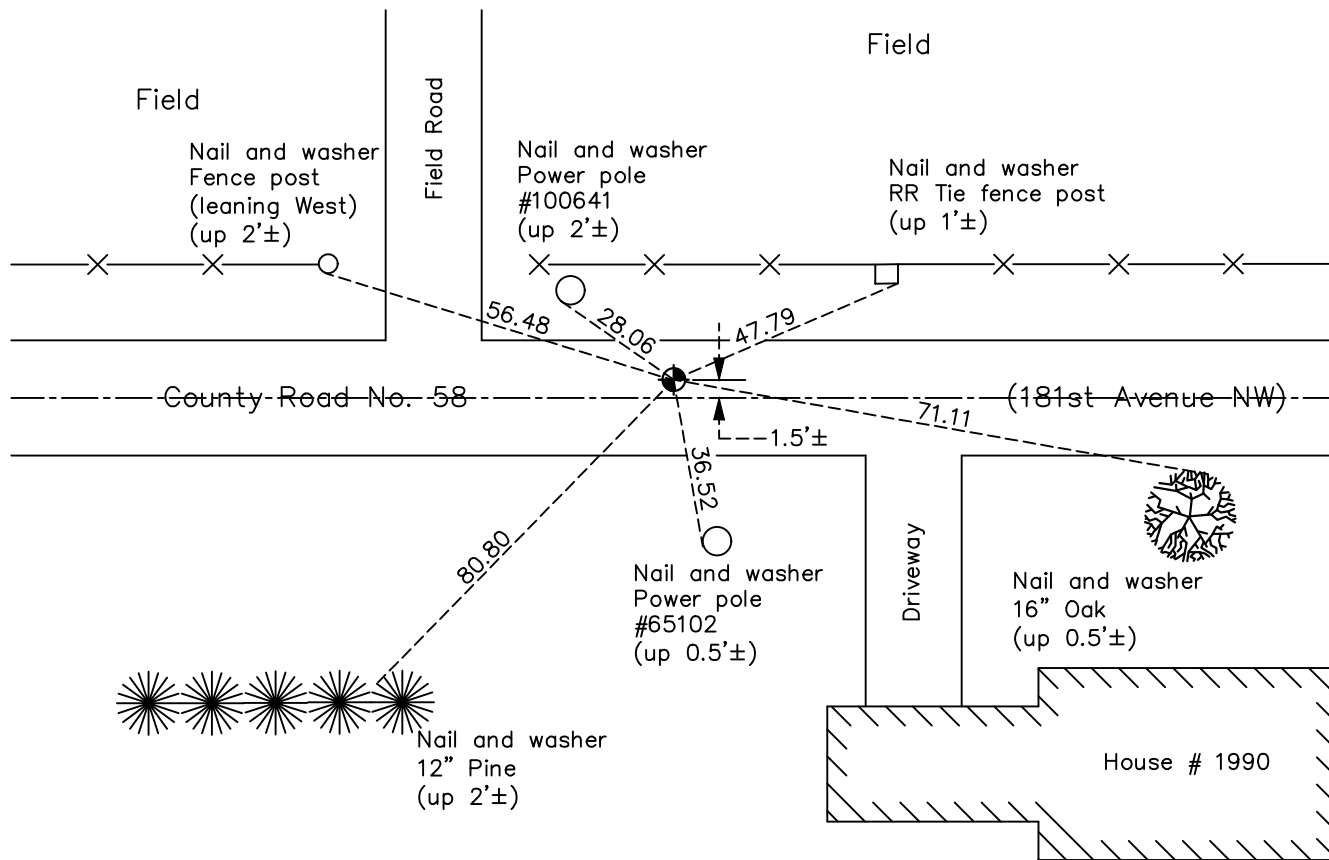 Field
Field
Field Road
Nail and washer
Fence post
(leaning West)
(up 2'±)
Nail and washer
Power pole
#100641
(up 2'±)
Nail and washer
RR Tie fence post
(up 1'±)
56.48
28.06
47.79
County Road No. 58
(181st Avenue NW)
71.11
1.5'±
36.52
80.80
Nail and washer
Power pole
#65102
(up 0.5'±)
Driveway
Nail and washer
16" Oak
(up 0.5'±)
Nail and washer
12" Pine
(up 2'±)
House # 1990